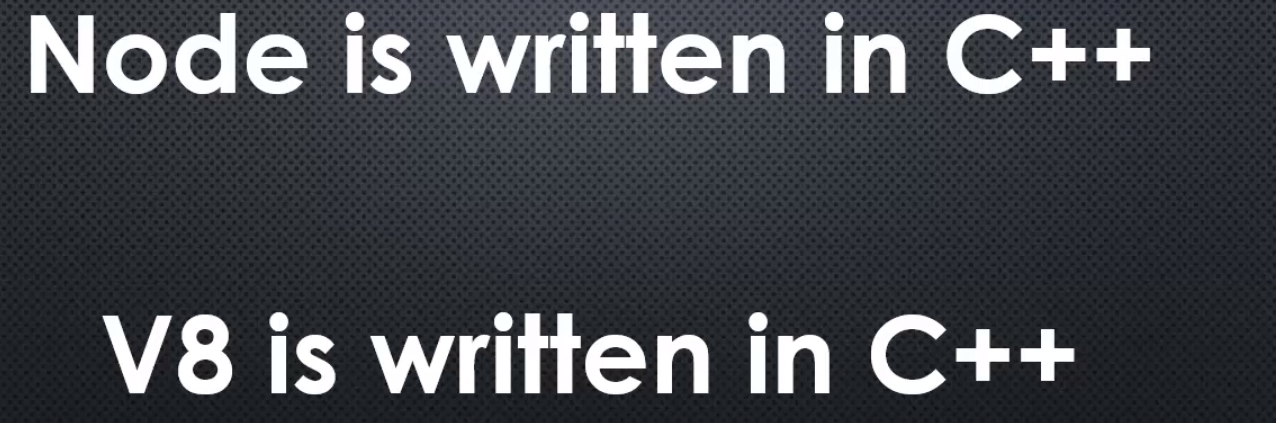 Node is written in C++
V8 is written in C++